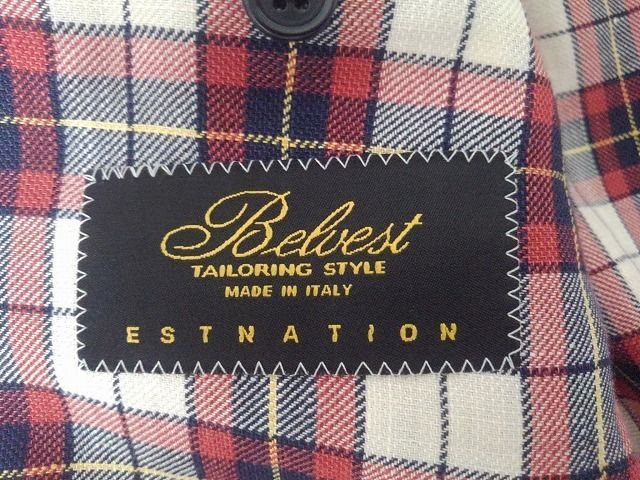 Belvest
TAILORING STYLE
MADE IN ITALY
ESTNATION